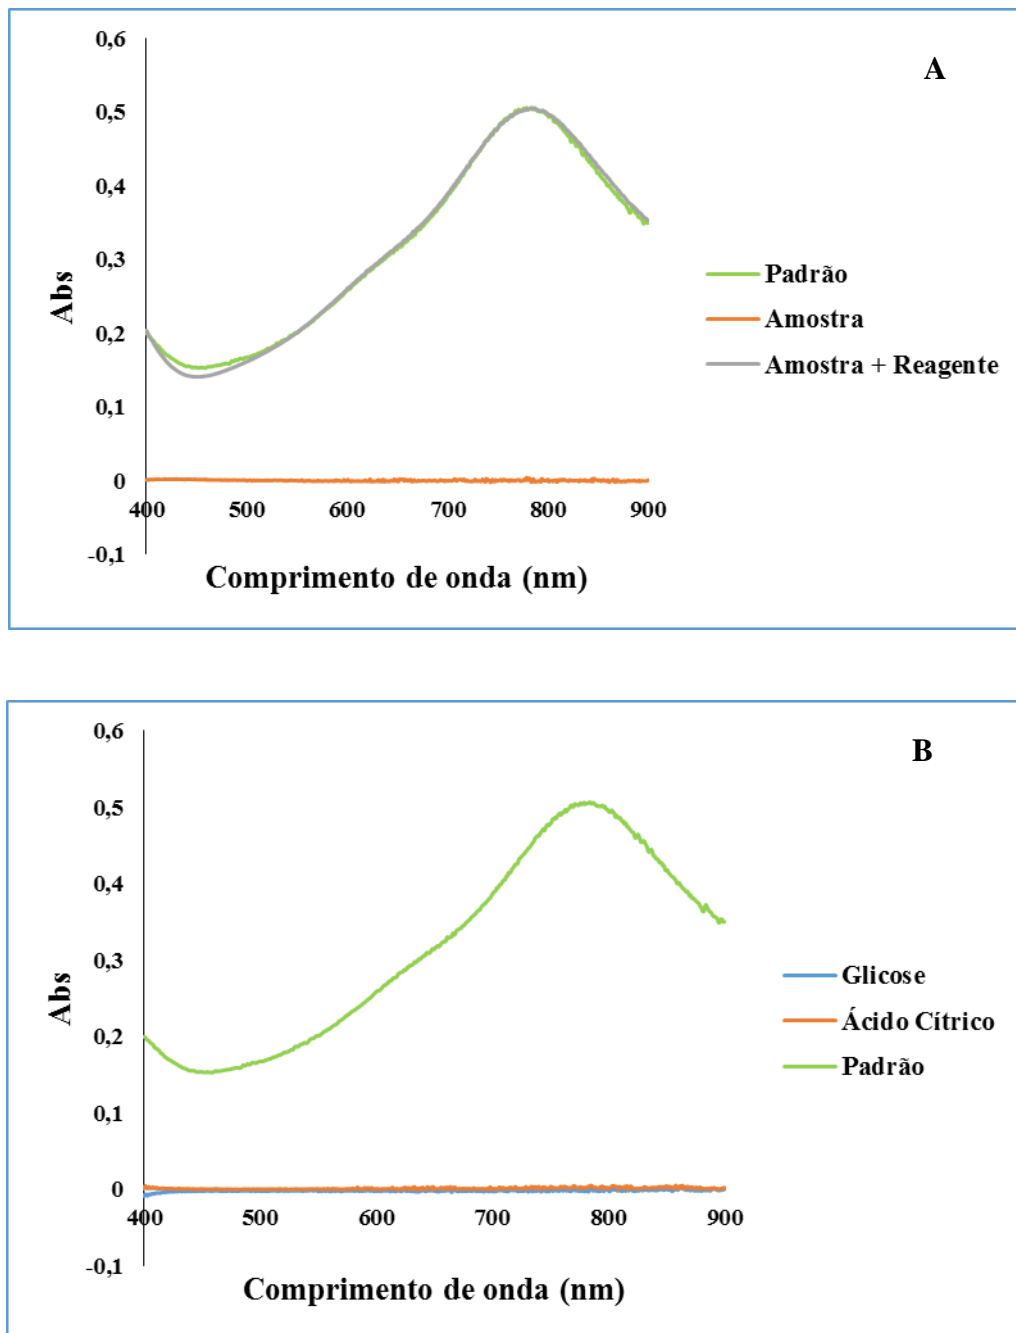 A
0,6
0,5
0,4
0,3
0,2
0,1
0
-0,1
Abs
400 500 600 700 800 900
Comprimento de onda (nm)
Padrão
Amostra
Amostra + Reagente
B
0,6
0,5
0,4
0,3
0,2
0,1
0
-0,1
Abs
400 500 600 700 800 900
Comprimento de onda (nm)
Glicose
Ácido Cítrico
Padrão